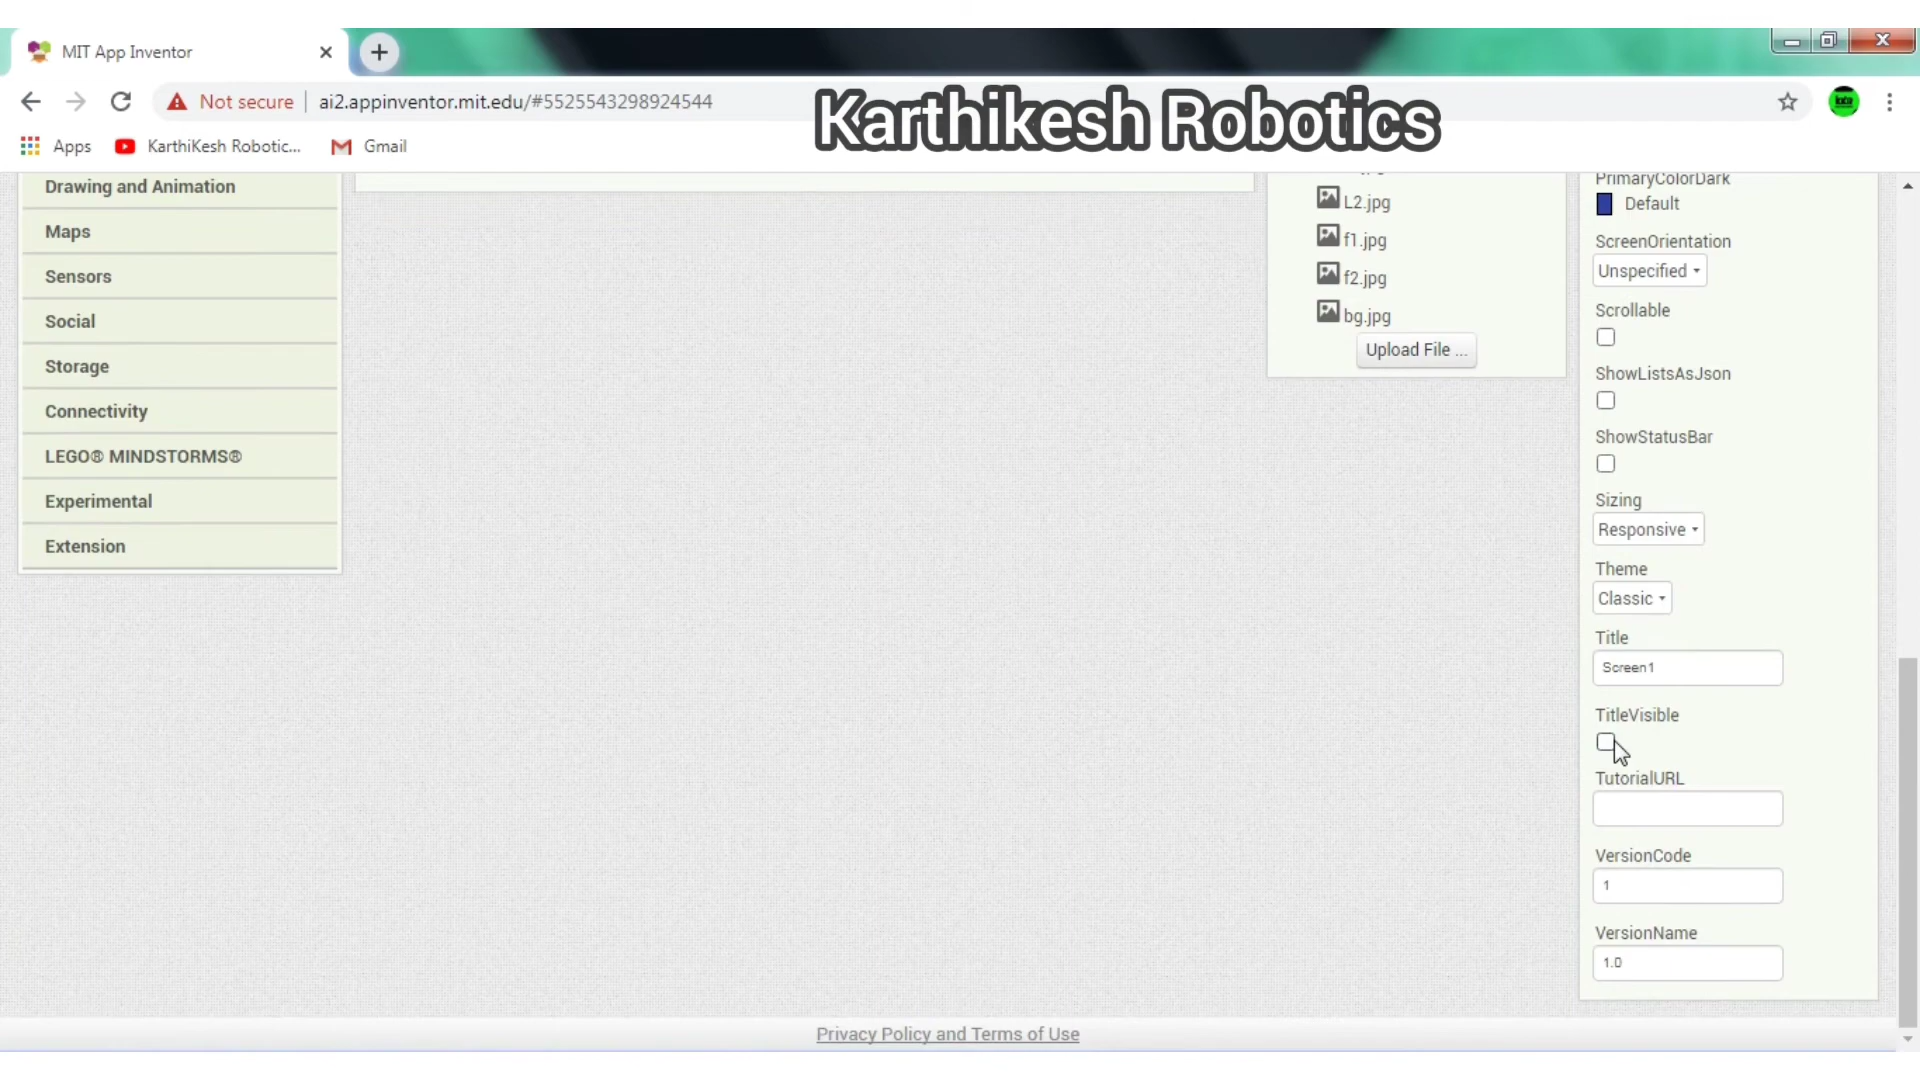 MIT App Inventor
Not secure
ai2.appinventor.mit.edu/#5525543298924544
Karthikesh Robotics
Apps
KarthiKesh Robotic...
Gmail
Drawing and Animation
Maps
Sensors
Social
Storage
Connectivity
LEGO® MINDSTORMS®
Experimental
Extension
L2.jpg
f1.jpg
f2.jpg
bg.jpg
Upload File ...
PrimaryColorDark
Default
ScreenOrientation
Unspecified
Scrollable
ShowListsAsJson
ShowStatusBar
Sizing
Responsive
Theme
Classic
Title
Screen1
TitleVisible
TutorialURL
VersionCode
1
VersionName
1.0
Privacy Policy and Terms of Use